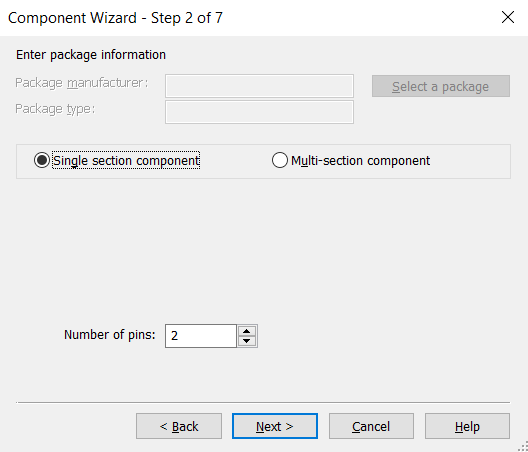 Component Wizard - Step 2 of 7
Enter package information
Package manufacturer:
Select a package
Package type:
Single section component
Multi-section component
Number of pins: 2
< Back
Next >
Cancel
Help